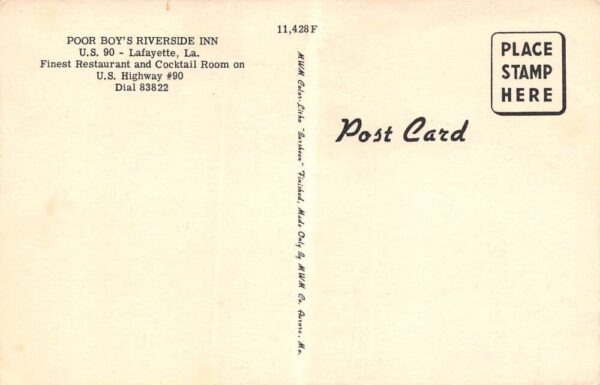 POOR BOY'S RIVERSIDE INN
U.S. 90 - Lafayette, La.
Finest Restaurant and Cocktail Room on
U.S. Highway #90
Dial 83822
11,428F
MWM Color-Litho "Dursheen" Finished. Made Only By MWM Co. Aurora, Mo.
Post Card
PLACE
STAMP
HERE